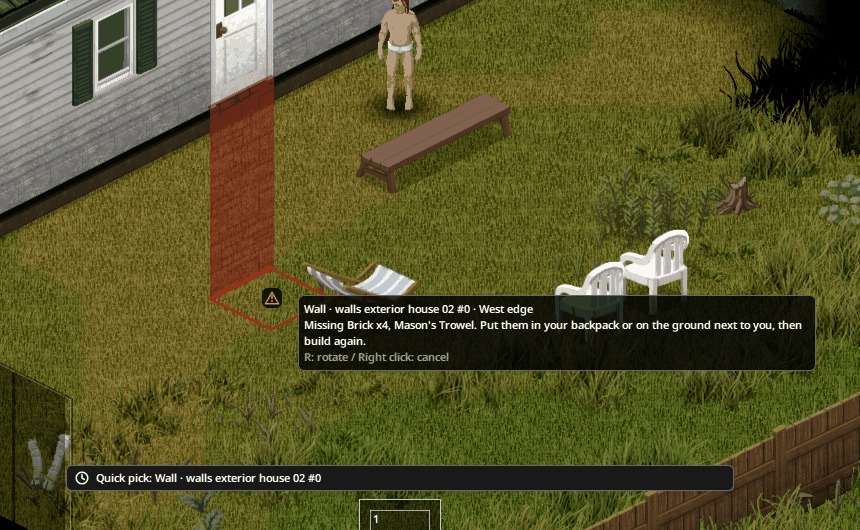 Wall · walls exterior house 02 #0 · West edge
Missing Brick x4, Mason's Trowel. Put them in your backpack or on the ground next to you, then
build again.
R: rotate / Right click: cancel
Quick pick: Wall · walls exterior house 02 #0
1